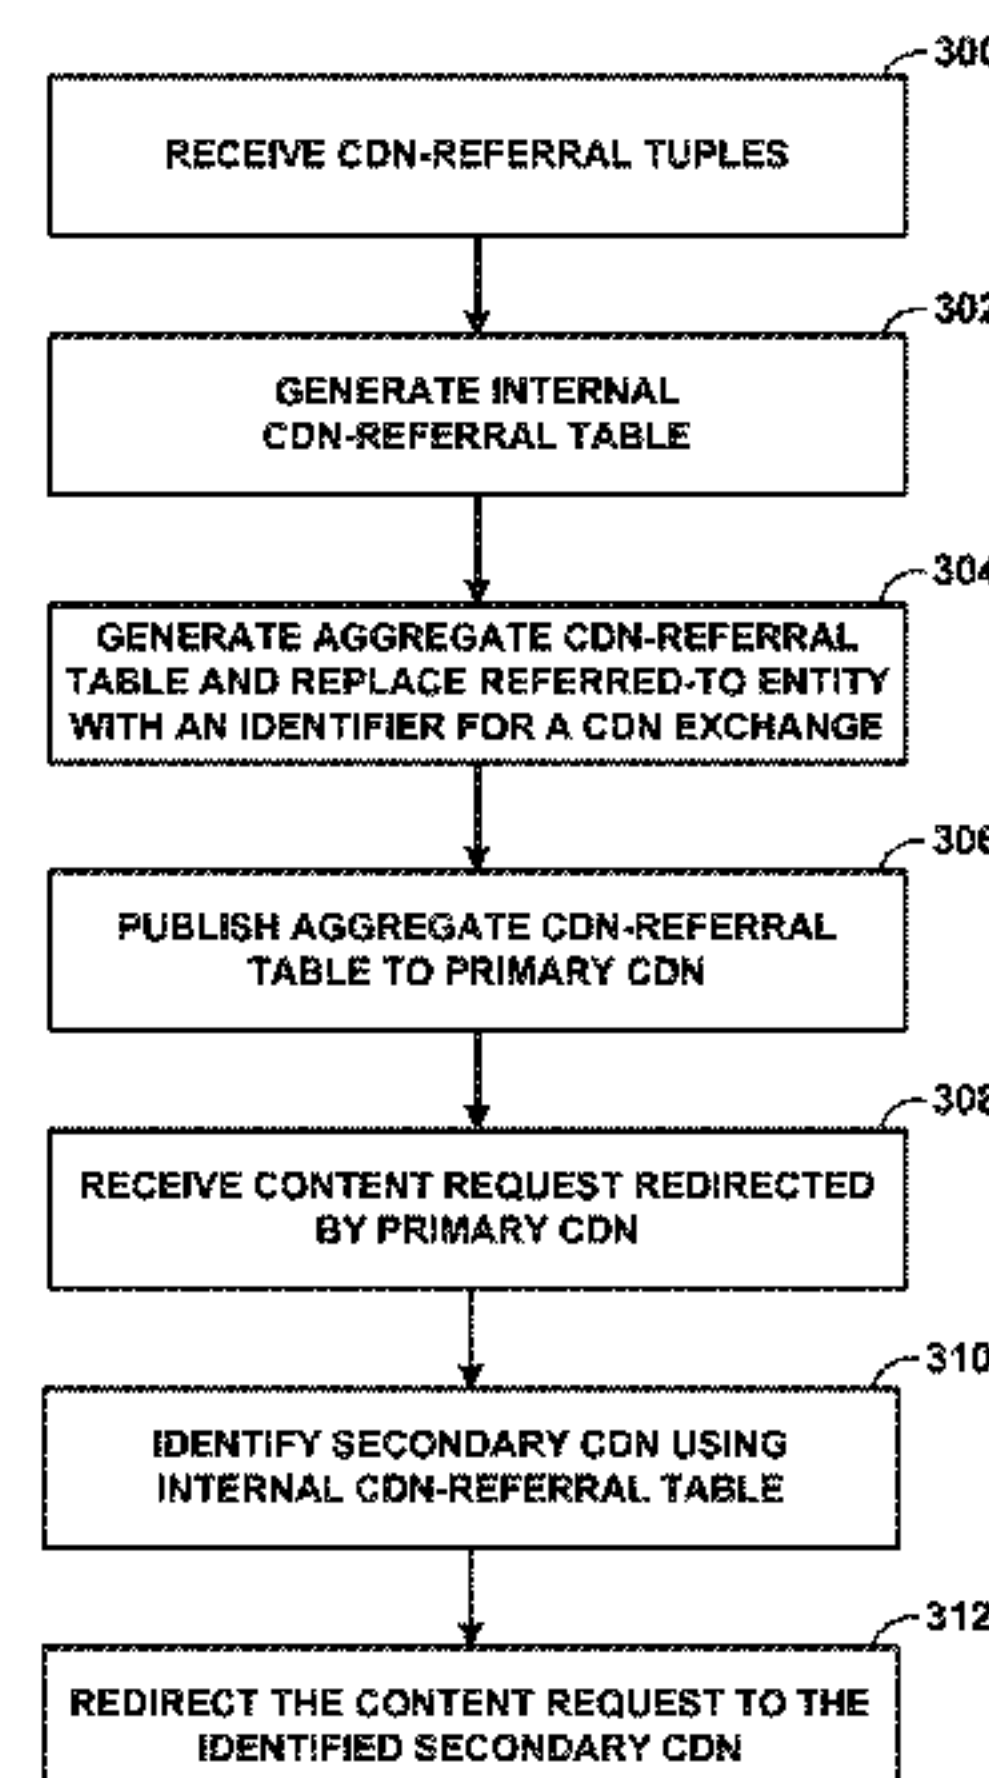 300
RECEIVE CDN-REFERRAL TUPLES
302
GENERATE INTERNAL
CDN-REFERRAL TABLE
304
GENERATE AGGREGATE CDN-REFERRAL
TABLE AND REPLACE REFERRED-TO ENTITY
WITH AN IDENTIFIER FOR A CDN EXCHANGE
306
PUBLISH AGGREGATE CDN-REFERRAL
TABLE TO PRIMARY CDN
308
RECEIVE CONTENT REQUEST REDIRECTED
BY PRIMARY CDN
310
IDENTIFY SECONDARY CDN USING
INTERNAL CDN-REFERRAL TABLE
312
REDIRECT THE CONTENT REQUEST TO THE
IDENTIFIED SECONDARY CDN